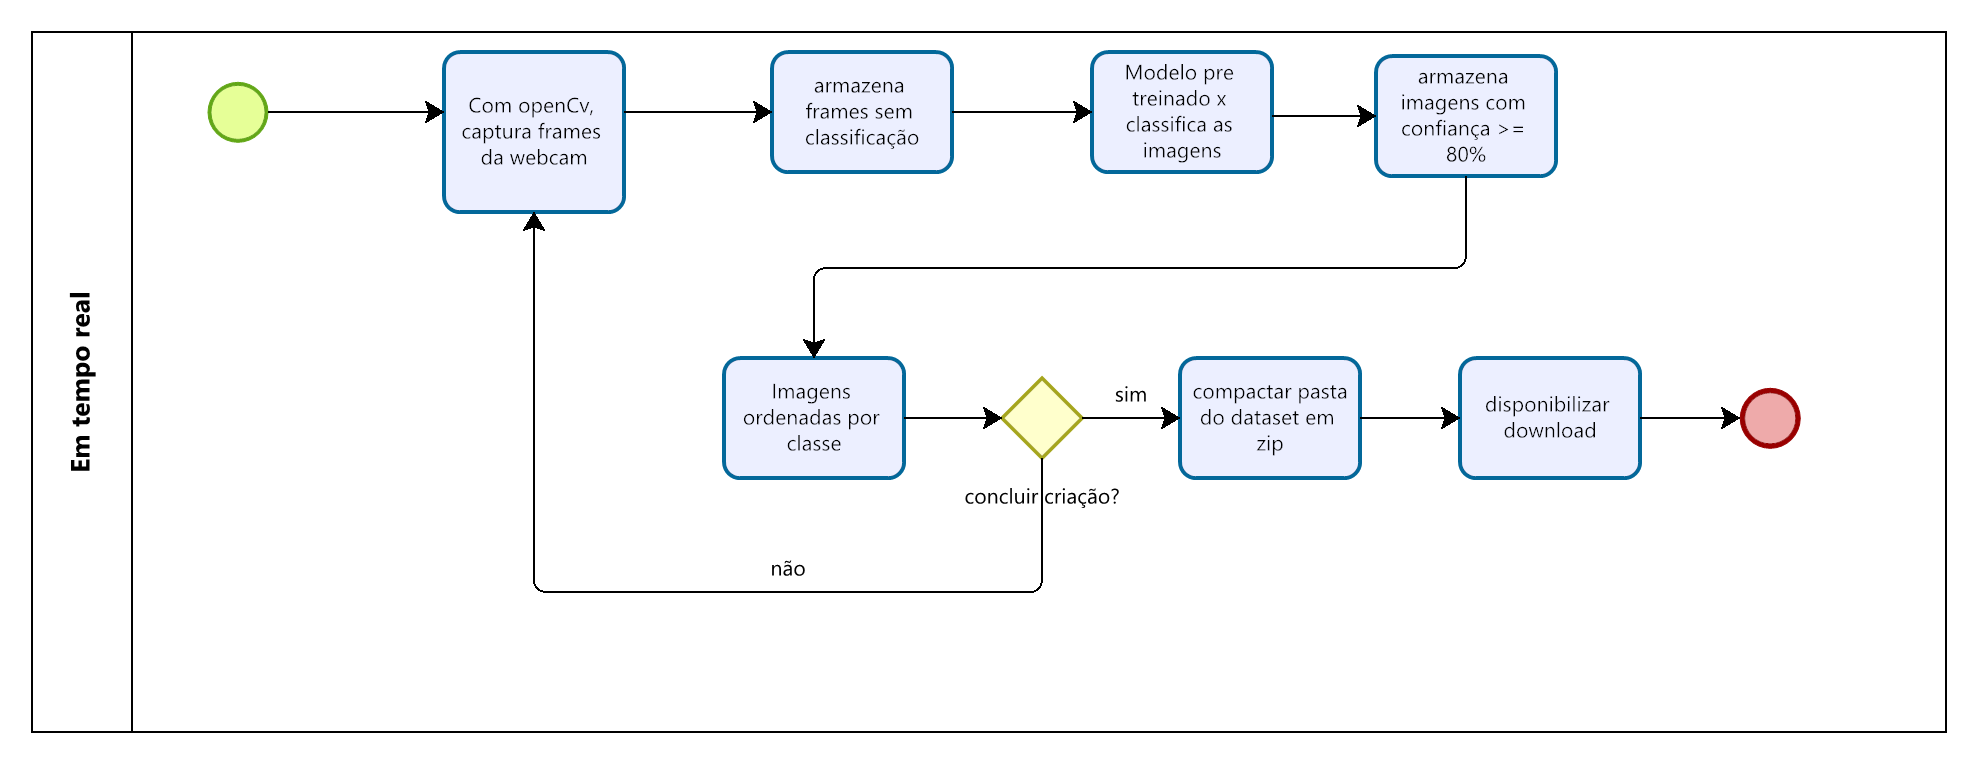 Em tempo real
Com openCv,
captura frames
da webcam
armazena
frames sem
classificação
Modelo pre
treinado x
classifica as
imagens
armazena
imagens com
confiança >=
80%
Imagens
ordenadas por
classe
concluir criação?
sim
não
compactar pasta
do dataset em
zip
disponibilizar
download